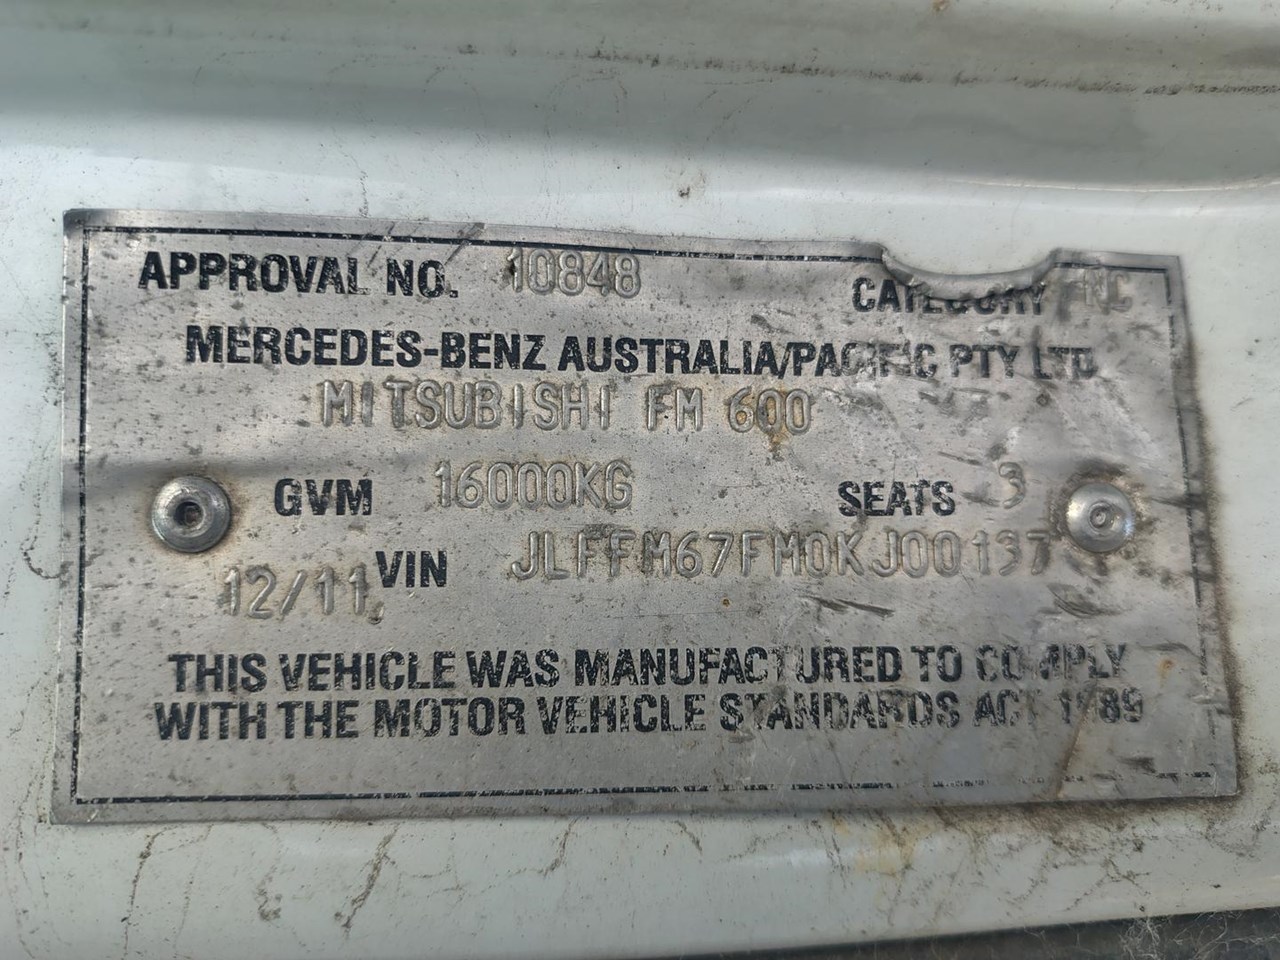 APPROVAL NO. 10848 CATEGORY NC
MERCEDES-BENZ AUSTRALIA/PACIFIC PTY LTD
MITSUBISHI FM 600
GVM 16000KG SEATS 3
12/11 VIN JLFFM67FM0KJ00137
THIS VEHICLE WAS MANUFACTURED TO COMPLY
WITH THE MOTOR VEHICLE STANDARDS ACT 1989